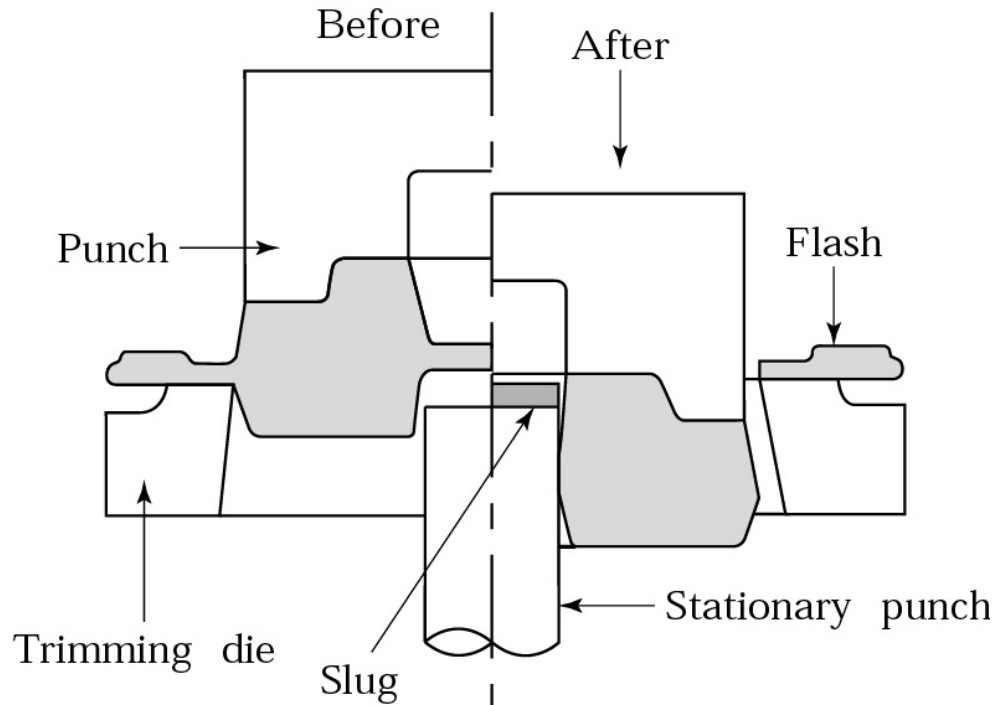 Before
After
Punch
Flash
Trimming die
Slug
Stationary punch